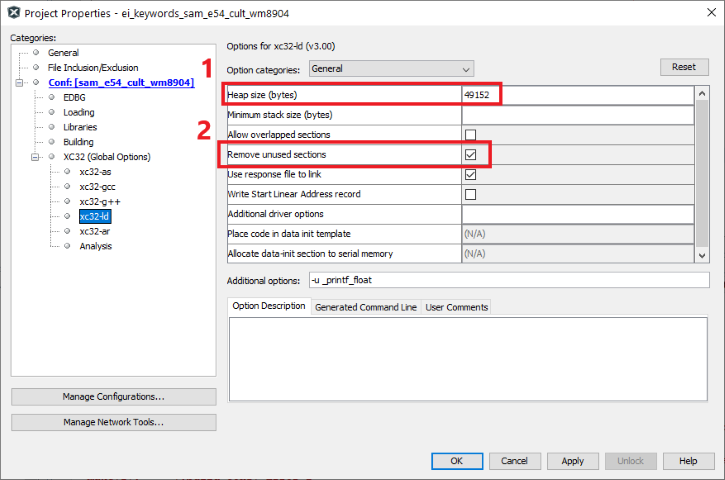 Project Properties - ei_keywords_sam_e54_cult_wm8904
Categories:
General
File Inclusion/Exclusion
Conf: [sam_e54_cult_wm8904]
EDBG
Loading
Libraries
Building
XC32 (Global Options)
xc32-as
xc32-gcc
xc32-g++
xc32-ld
xc32-ar
Analysis
Manage Configurations...
Manage Network Tools...
Options for xc32-ld (v3.00)
1
Option categories: General Reset
Heap size (bytes) 49152
Minimum stack size (bytes)
2
Allow overlapped sections
Remove unused sections
Use response file to link
Write Start Linear Address record
Additional driver options
Place code in data init template (N/A)
Allocate data-init section to serial memory (N/A)
Additional options: -u _printf_float
Option Description Generated Command Line User Comments
OK Cancel Apply Unlock Help